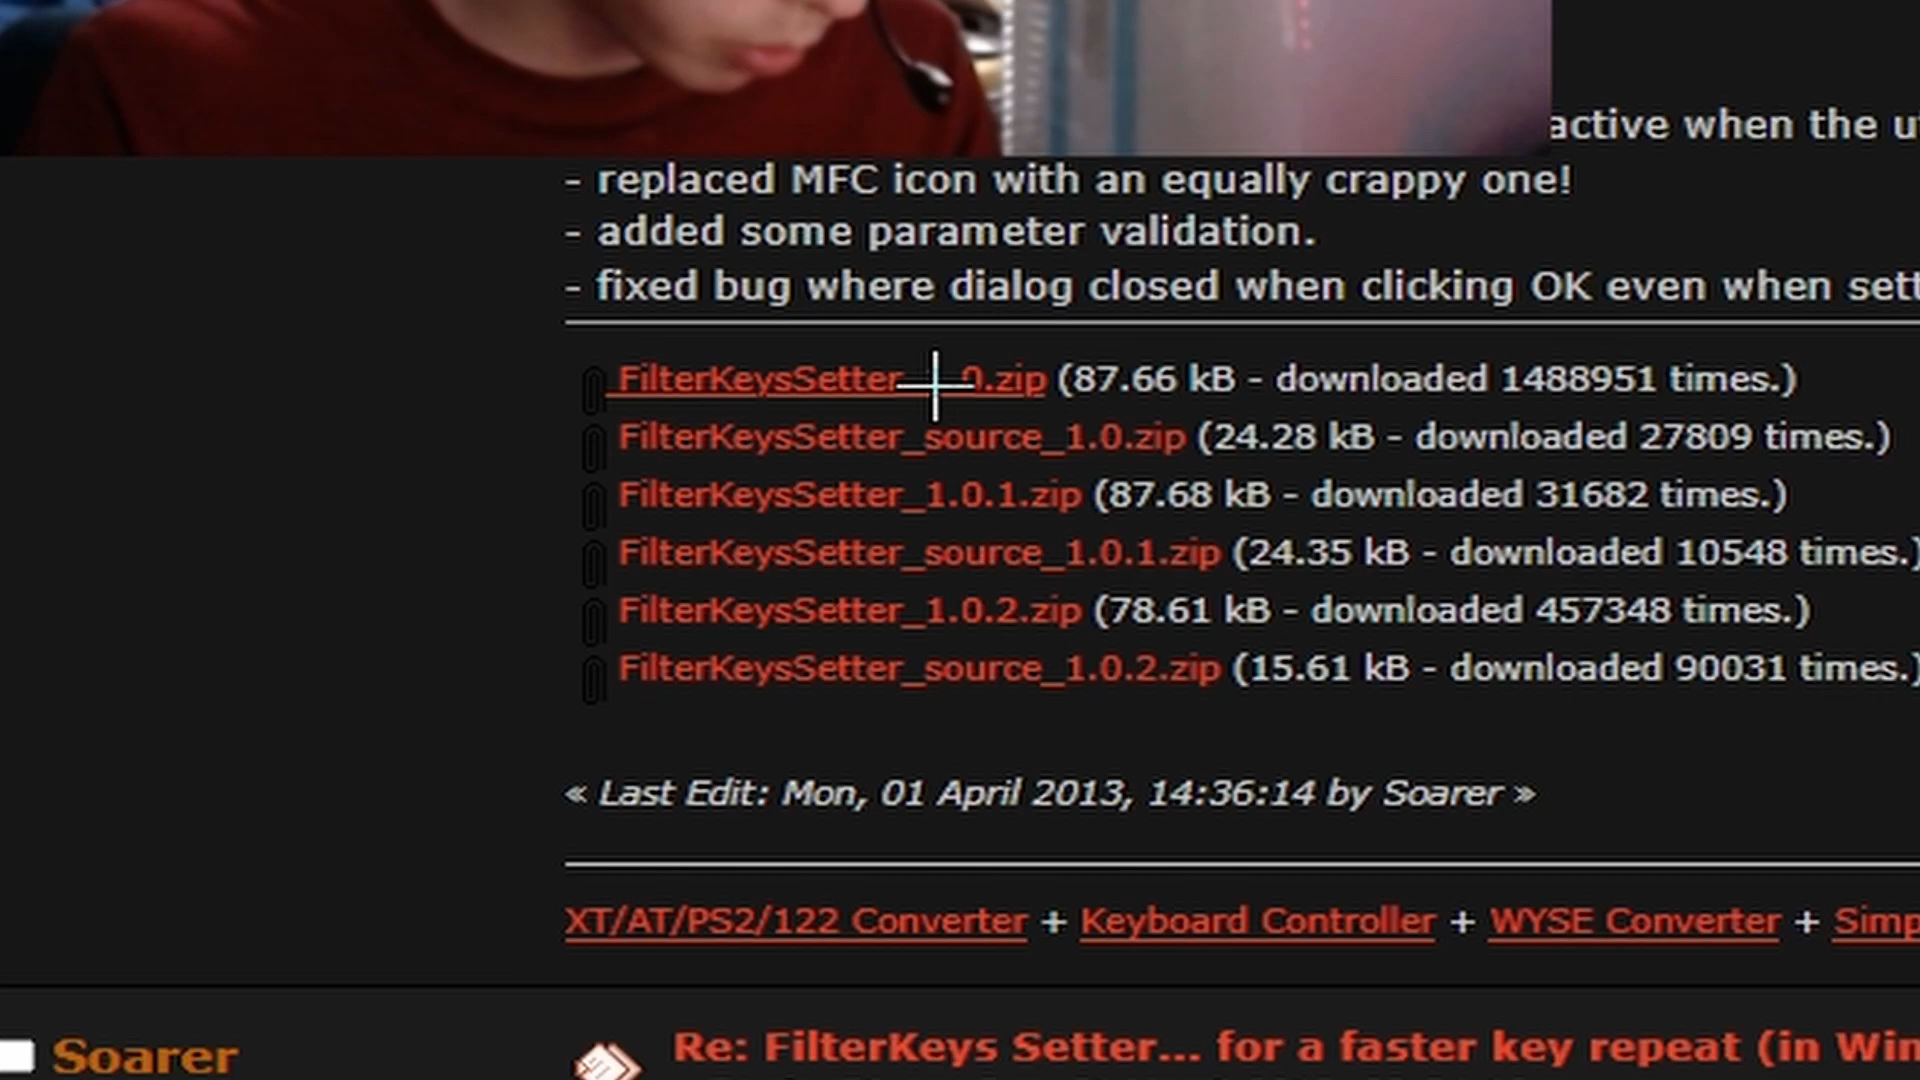 active when the
- replaced MFC icon with an equally crappy one!
- added some parameter validation.
- fixed bug where dialog closed when clicking OK even when
FilterKeysSetter 0.zip (87.66 kB - downloaded 1488951 times.)
FilterKeysSetter_source_1.0.zip (24.28 kB - downloaded 27809 times.)
FilterKeysSetter_1.0.1.zip (87.68 kB - downloaded 31682 times.)
FilterKeysSetter_source_1.0.1.zip (24.35 kB - downloaded 10548 times.)
FilterKeysSetter_1.0.2.zip (78.61 kB - downloaded 457348 times.)
FilterKeysSetter_source_1.0.2.zip (15.61 kB - downloaded 90031 times.)
« Last Edit: Mon, 01 April 2013, 14:36:14 by Soarer »
XT/AT/PS2/122 Converter + Keyboard Controller + WYSE Converter + Simp
Soarer
Re: FilterKeys Setter... for a faster key repeat (in Win